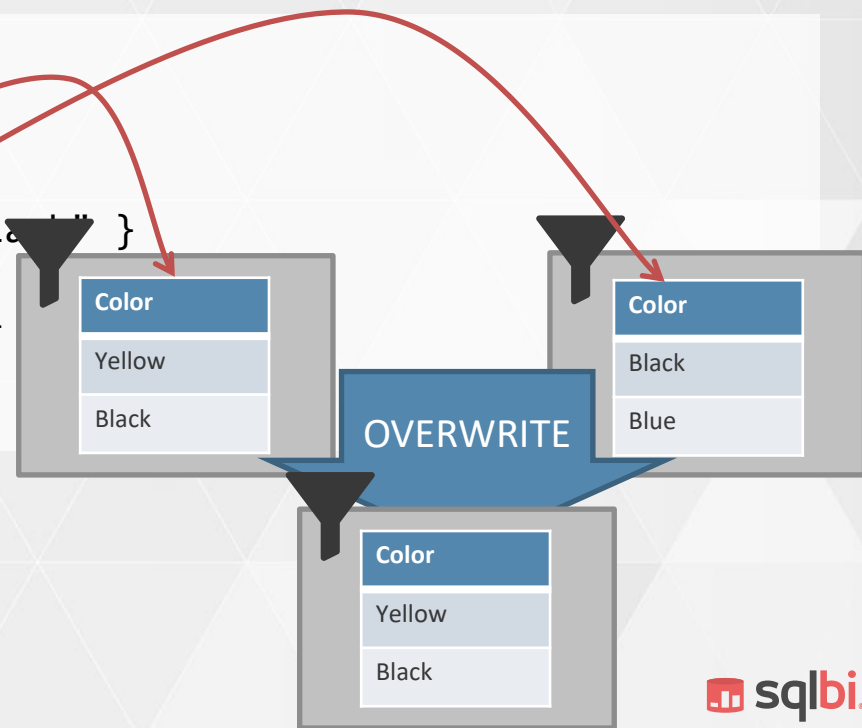 }
Color
Yellow
Black
Color
Black
Blue
OVERWRITE
Color
Yellow
Black
sqlbi.